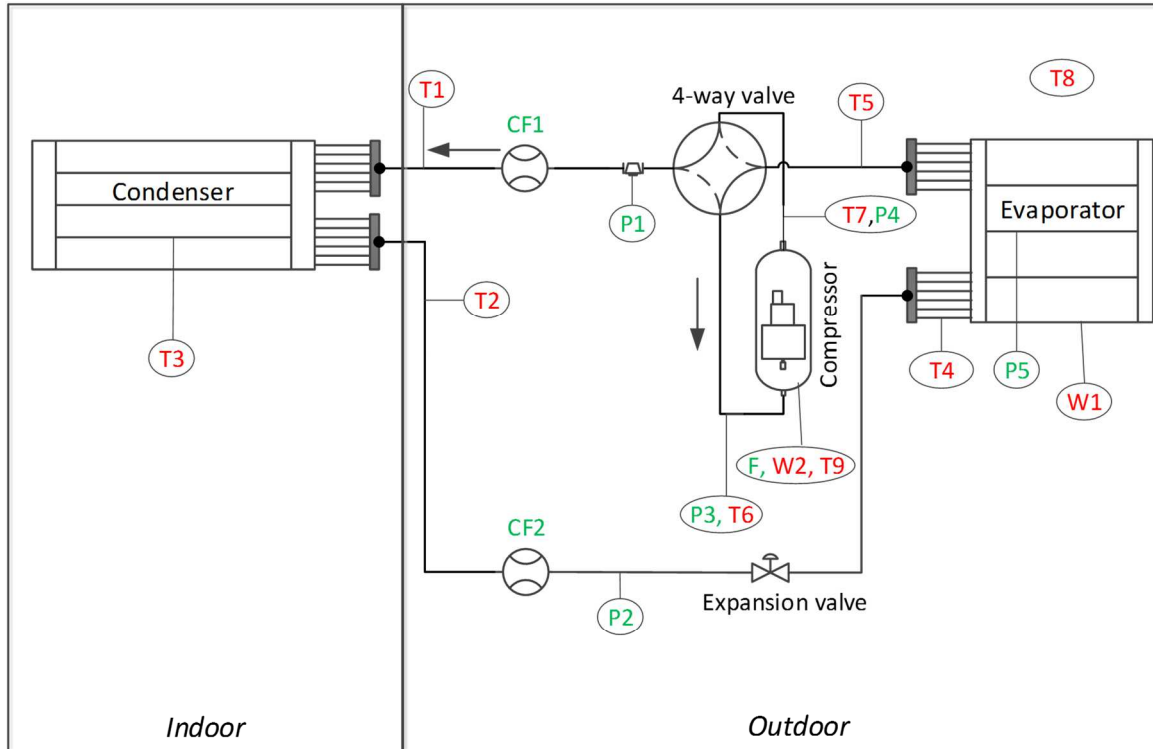 T8
T1
4-way valve
T5
CF1
Condenser
P1
T7,P4
Evaporator
T2
Compressor
T3
T4
P5
W1
F, W2, T9
P3, T6
CF2
P2
Expansion valve
Indoor
Outdoor